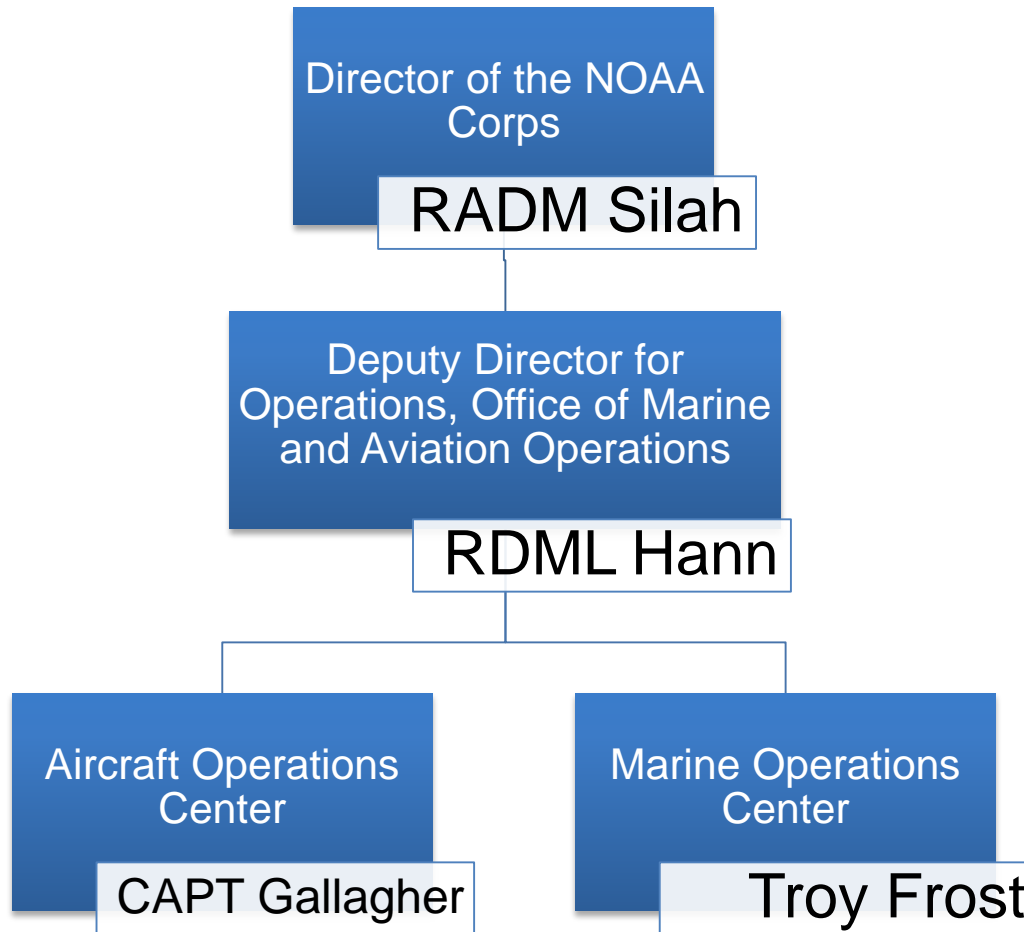 Director of the NOAA
Corps
RADM Silah
Deputy Director for
Operations, Office of Marine
and Aviation Operations
RDML Hann
Aircraft Operations
Center
CAPT Gallagher
Marine Operations
Center
Troy Frost